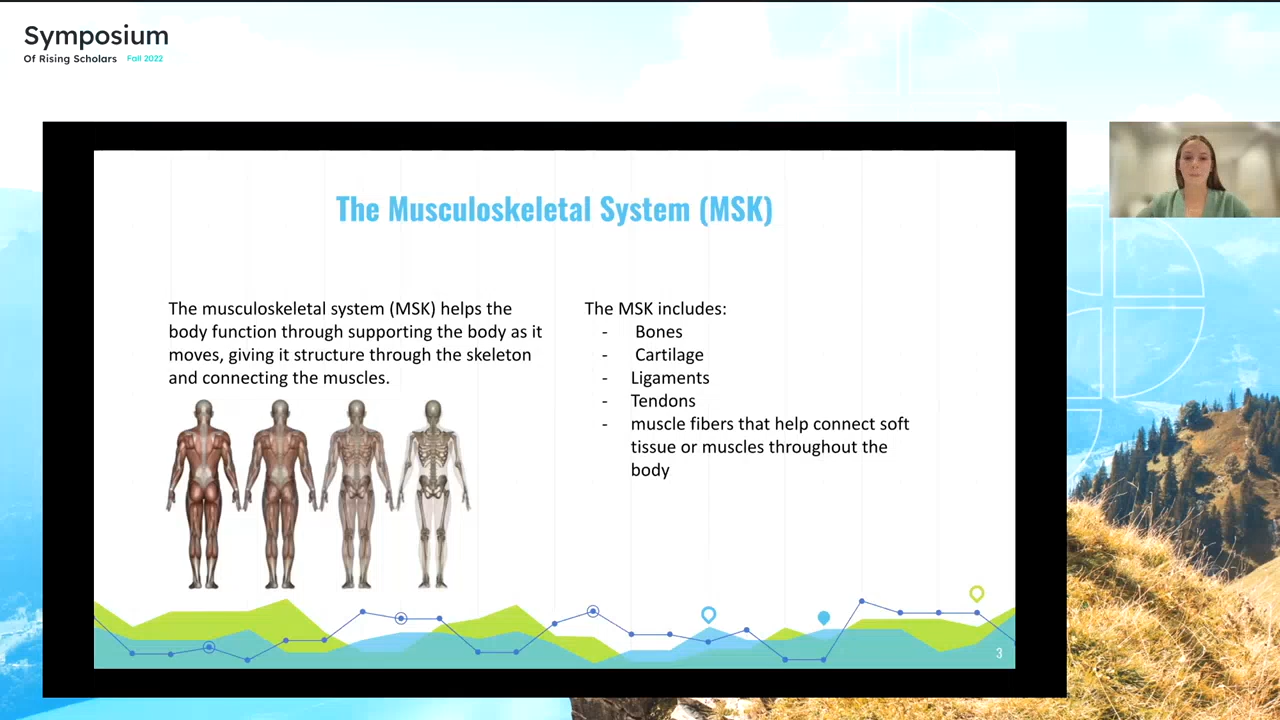 Symposium
Of Rising Scholars Fall 2022
The Musculoskeletal System (MSK)
The musculoskeletal system (MSK) helps the
body function through supporting the body as it
moves, giving it structure through the skeleton
and connecting the muscles.
The MSK includes:
- Bones
- Cartilage
- Ligaments
- Tendons
- muscle fibers that help connect soft
tissue or muscles throughout the
body
3